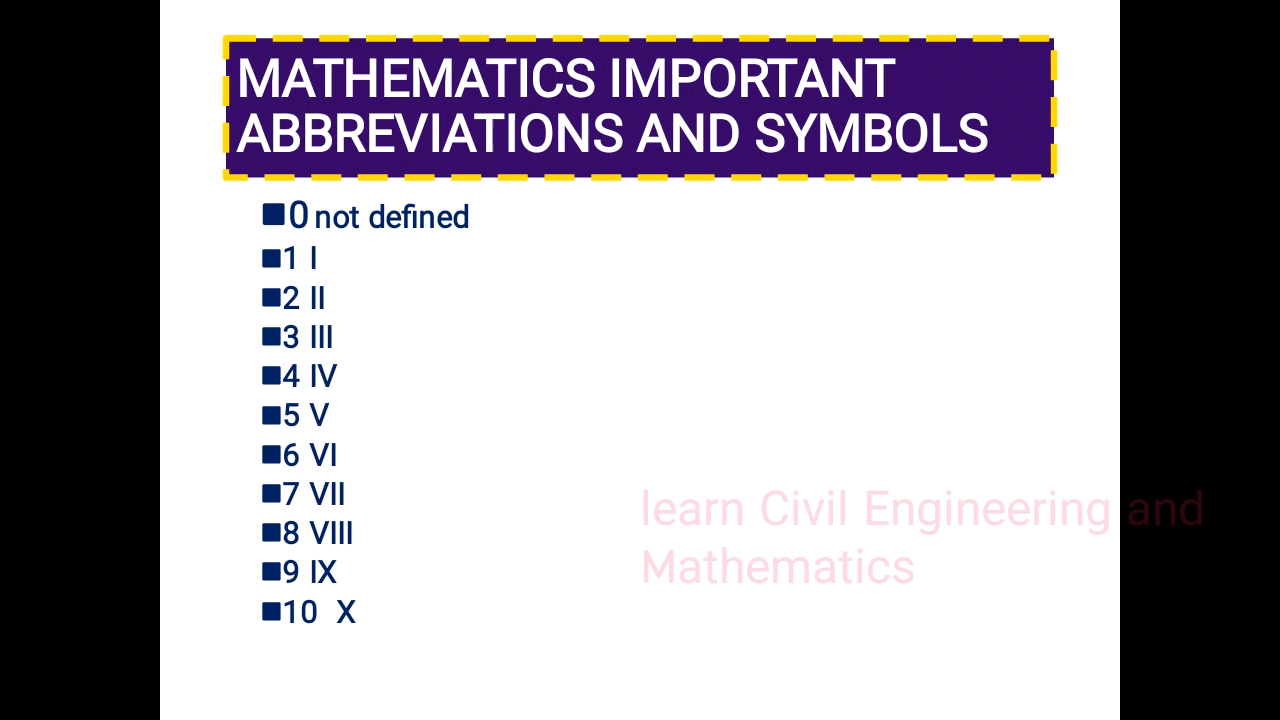 MATHEMATICS IMPORTANT
ABBREVIATIONS AND SYMBOLS
0 not defined
1 I
2 II
3 III
4 IV
5 V
6 VI
7 VII
8 VIII
9 IX
10 X
learn Civil Engineering and
Mathematics